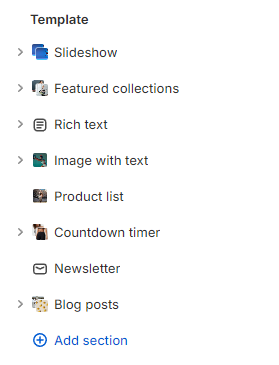 Template
Slideshow
Featured collections
Rich text
Image with text
Product list
Countdown timer
Newsletter
Blog posts
Add section